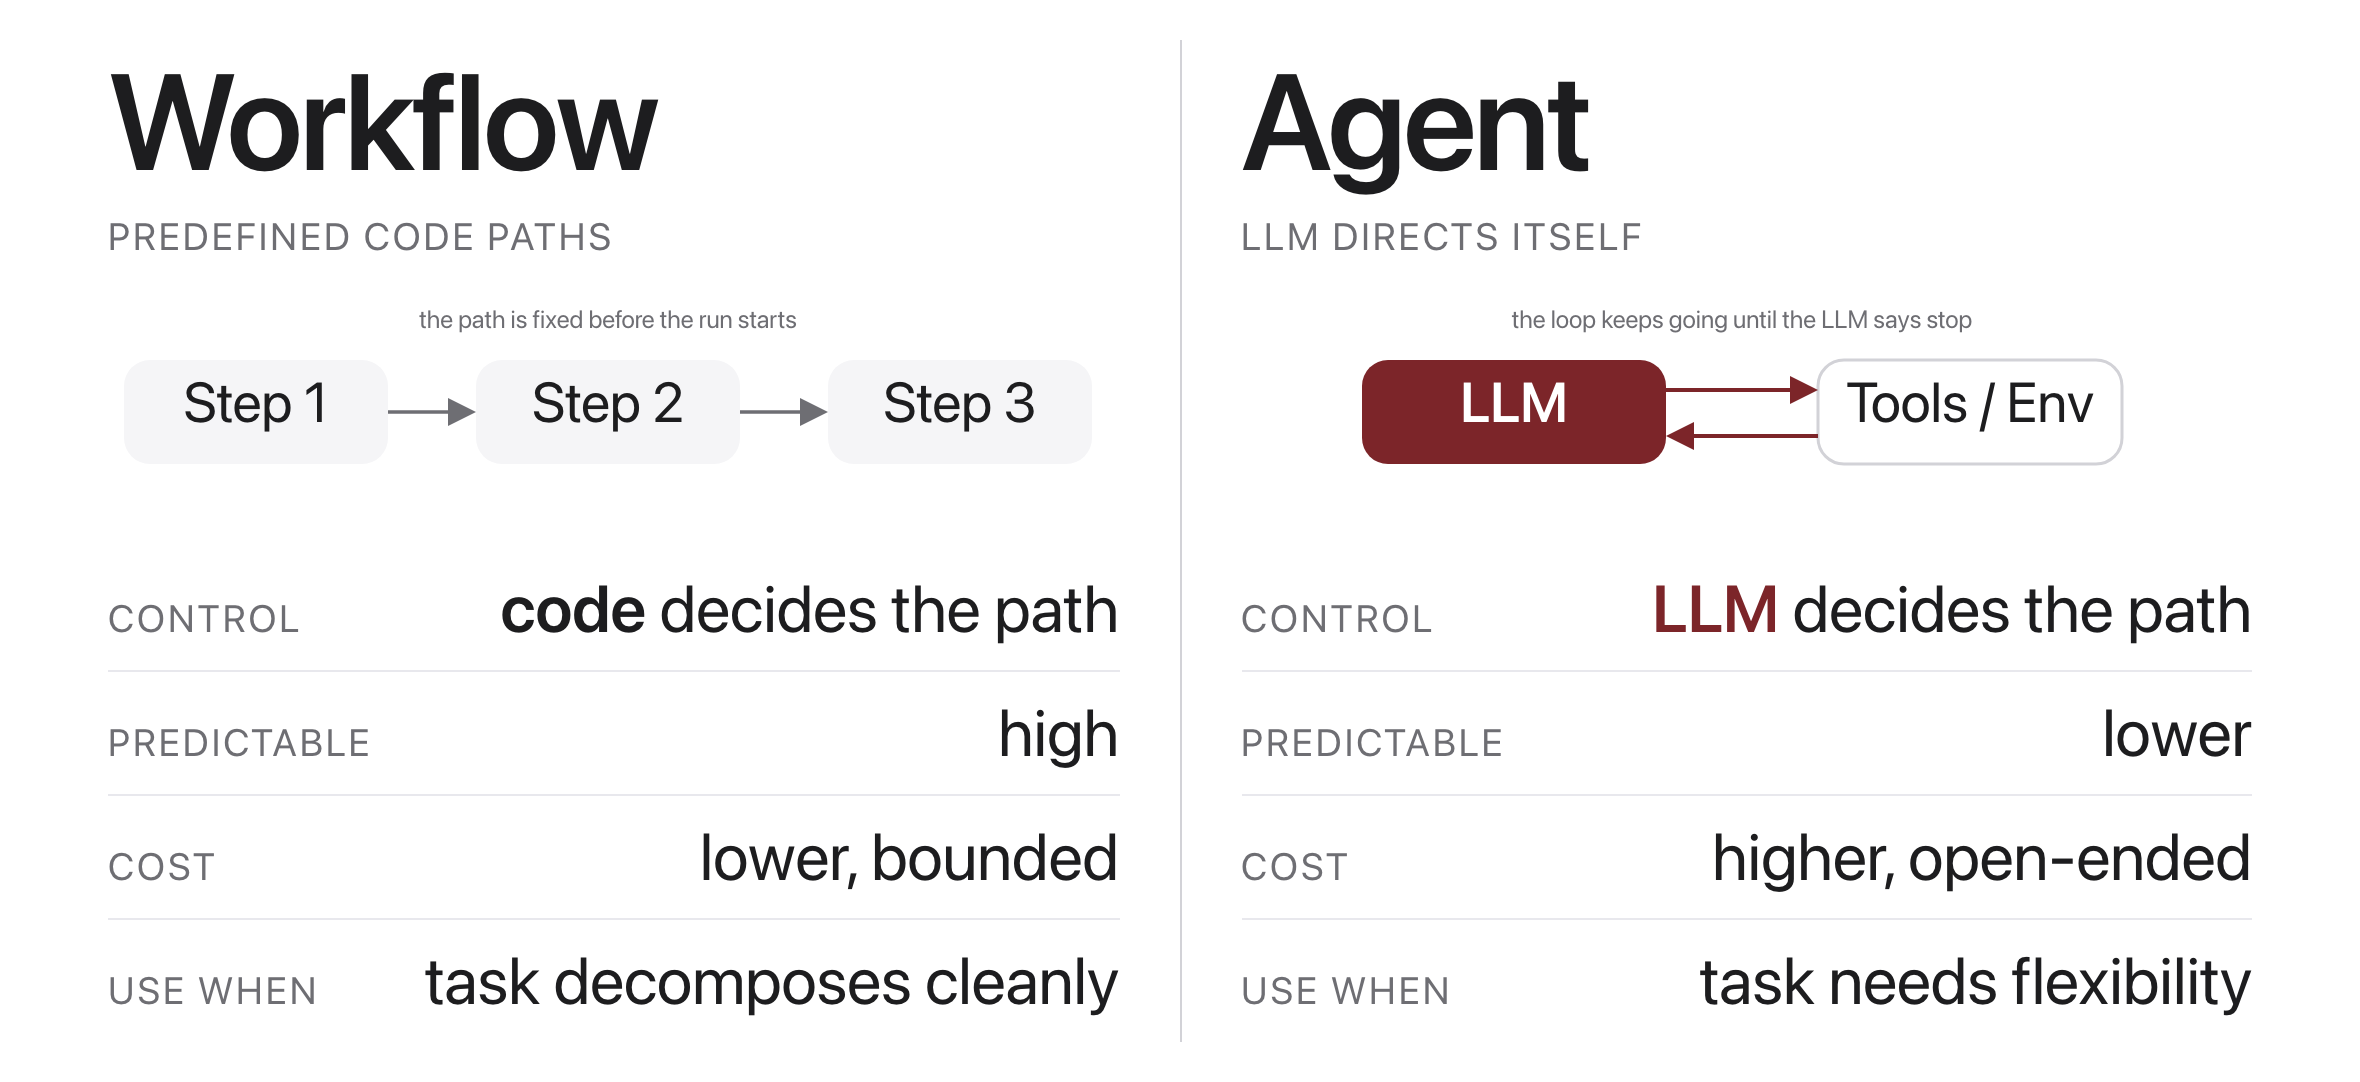 Workflow
PREDEFINED CODE PATHS
the path is fixed before the run starts
Step 1
Step 2
Step 3
CONTROL
code decides the path
PREDICTABLE
high
COST
lower, bounded
USE WHEN
task decomposes cleanly
Agent
LLM DIRECTS ITSELF
the loop keeps going until the LLM says stop
LLM
Tools / Env
CONTROL
LLM decides the path
PREDICTABLE
lower
COST
higher, open-ended
USE WHEN
task needs flexibility